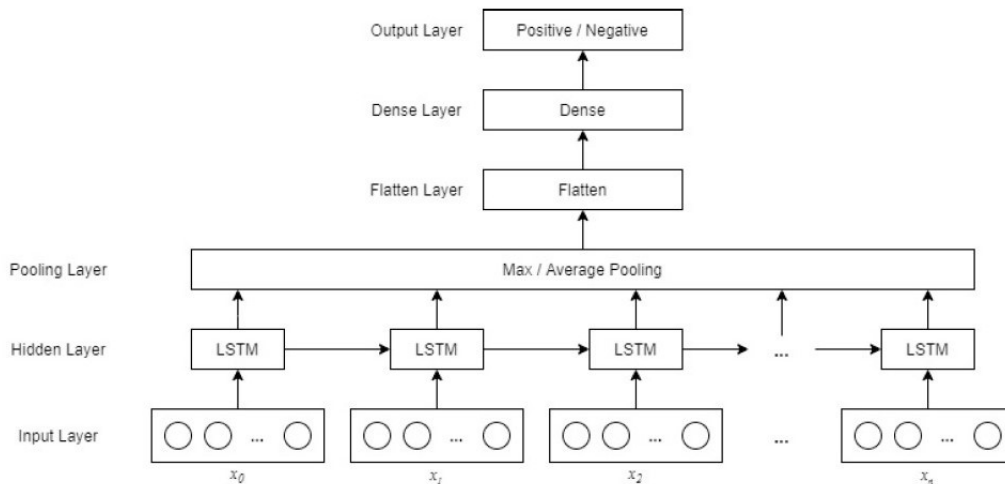 Output Layer Positive / Negative
Dense Layer Dense
Flatten Layer Flatten
Pooling Layer Max / Average Pooling
Hidden Layer LSTM LSTM LSTM ... LSTM
Input Layer ... ... ... ... ...
x0 x1 x2 xn